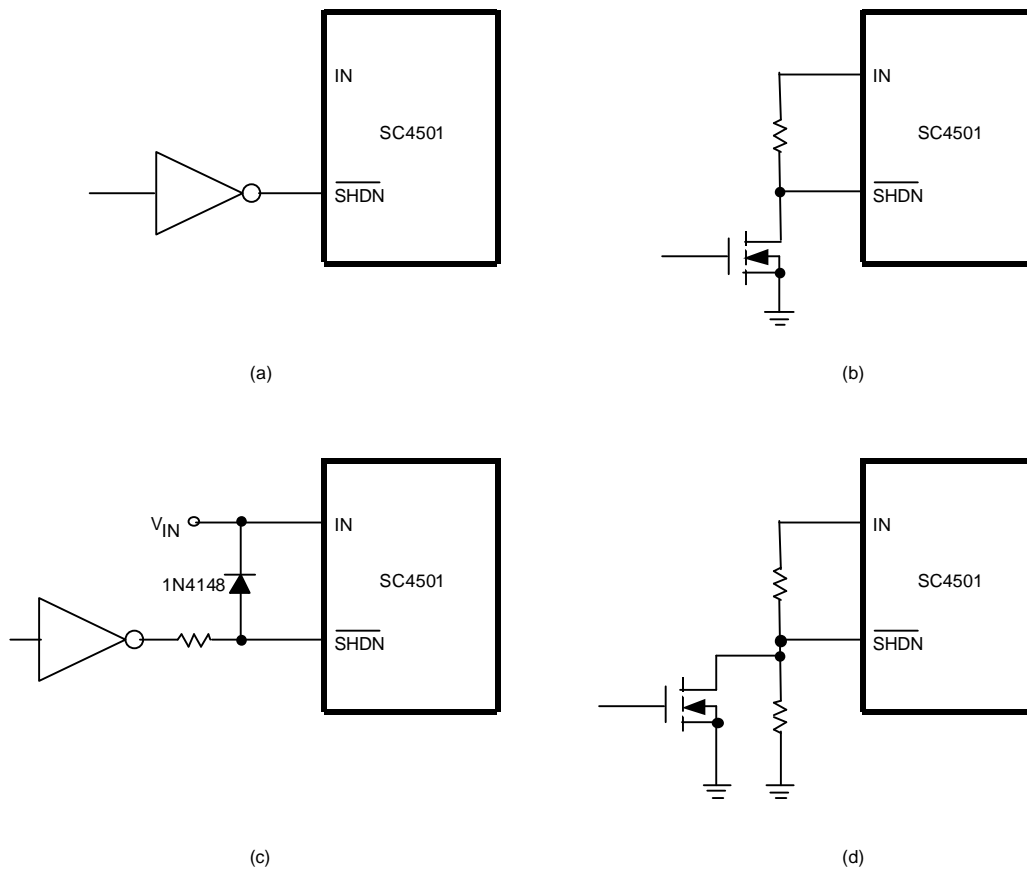 IN
SC4501
SHDN
(a)
IN
SC4501
SHDN
(b)
VIN
IN
1N4148
SC4501
SHDN
(c)
IN
SC4501
SHDN
(d)